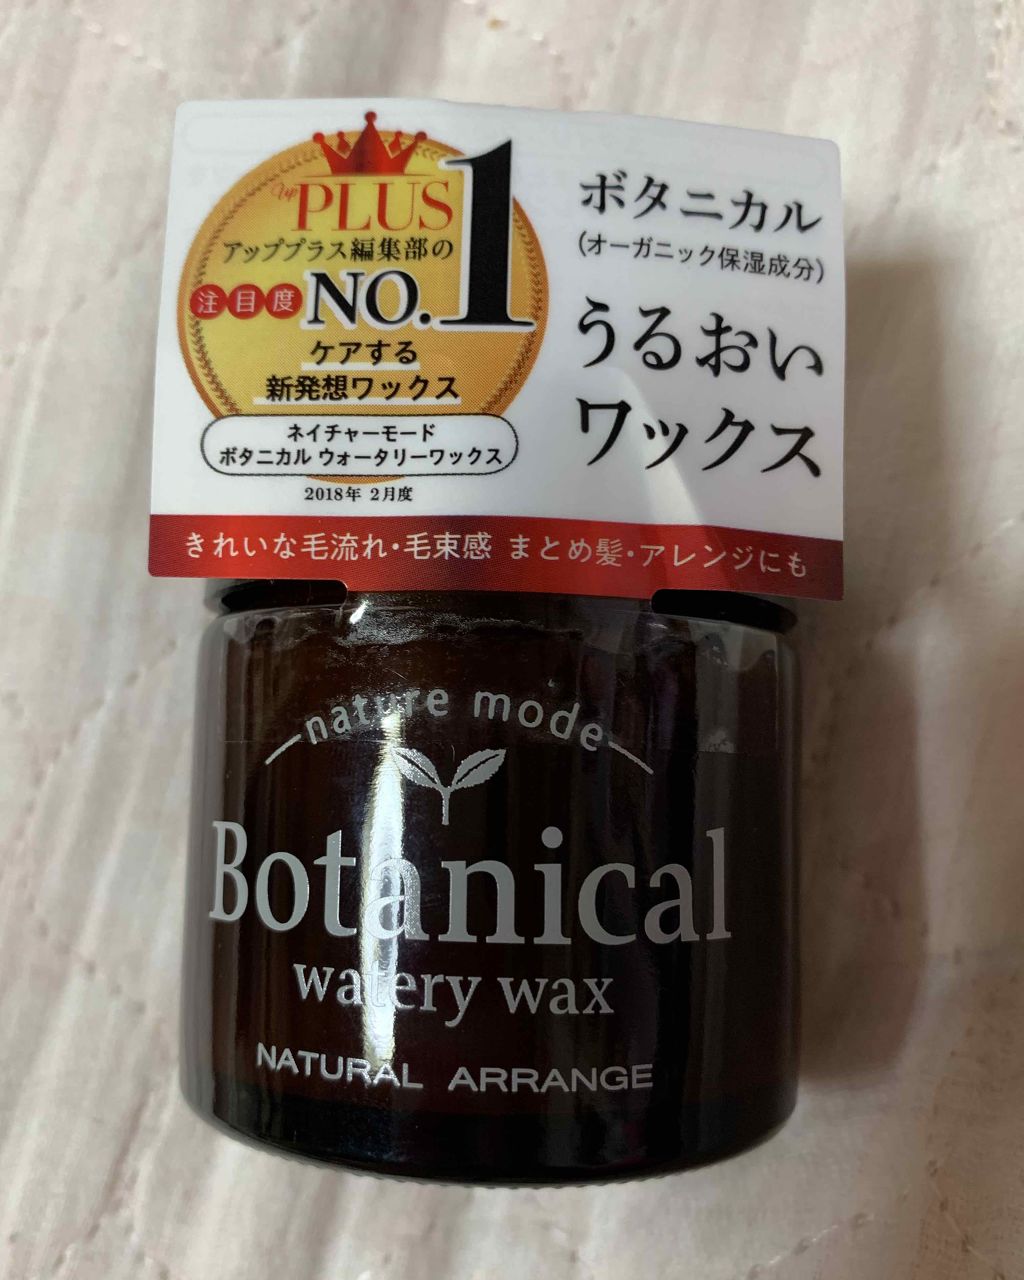 up PLUS
アッププラス編集部の
注目度 NO.1
ケアする
新発想ワックス
ネイチャーモード
ボタニカル ウォータリーワックス
2018年 2月度
ボタニカル
(オーガニック保湿成分)
うるおい
ワックス
きれいな毛流れ・毛束感 まとめ髪・アレンジにも
nature mode
Botanical
watery wax
NATURAL ARRANGE